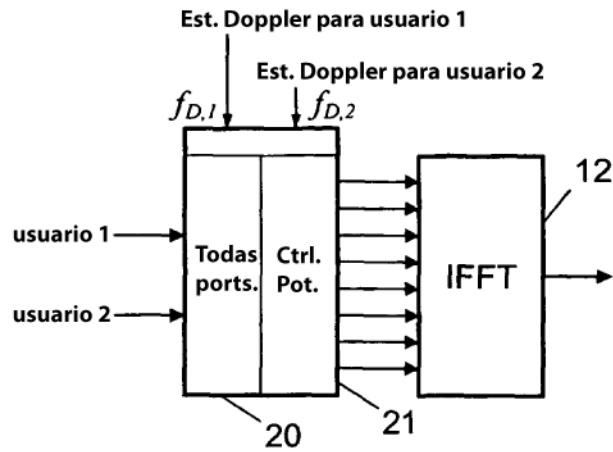 Est. Doppler para usuario 1
Est. Doppler para usuario 2
f_{D,1}
f_{D,2}
12
usuario 1
Todas
ports.
Ctrl.
Pot.
IFFT
usuario 2
20
21